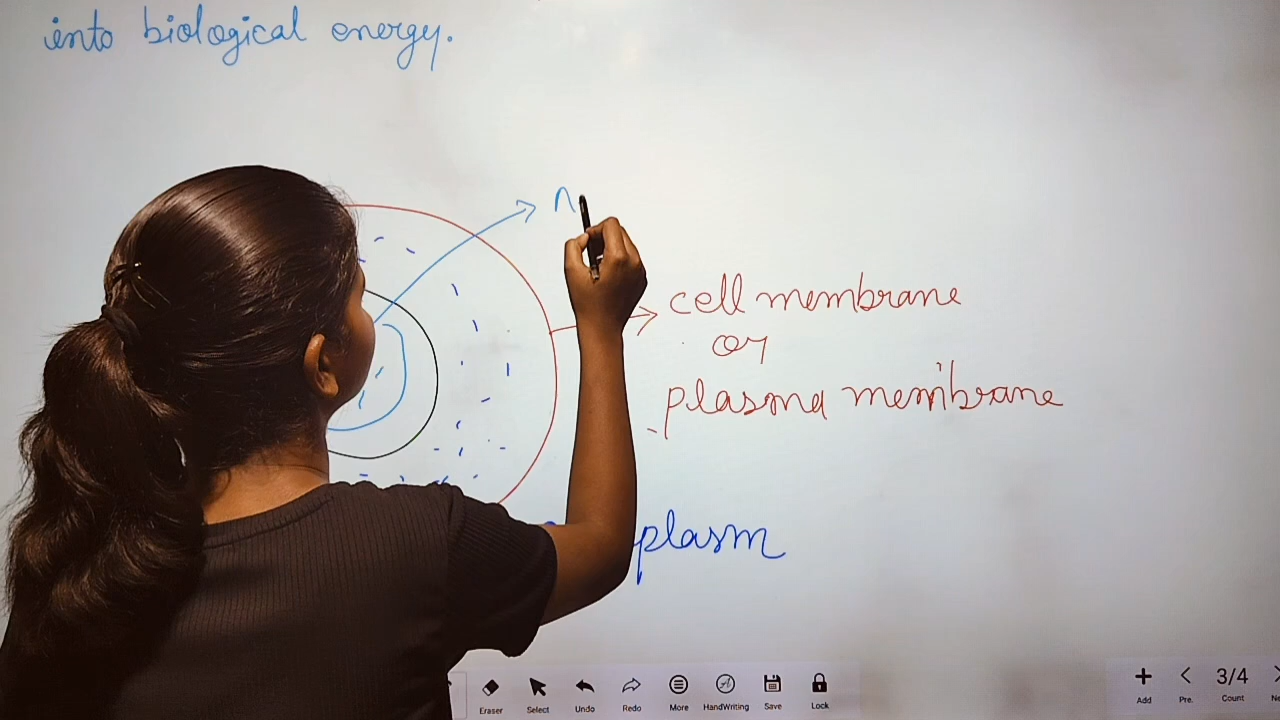 into biological energy.
n
cell membrane
or
plasma membrane
plasm
Eraser Select Undo Redo More HandWriting Save Lock
Add Pre. 3/4 Count